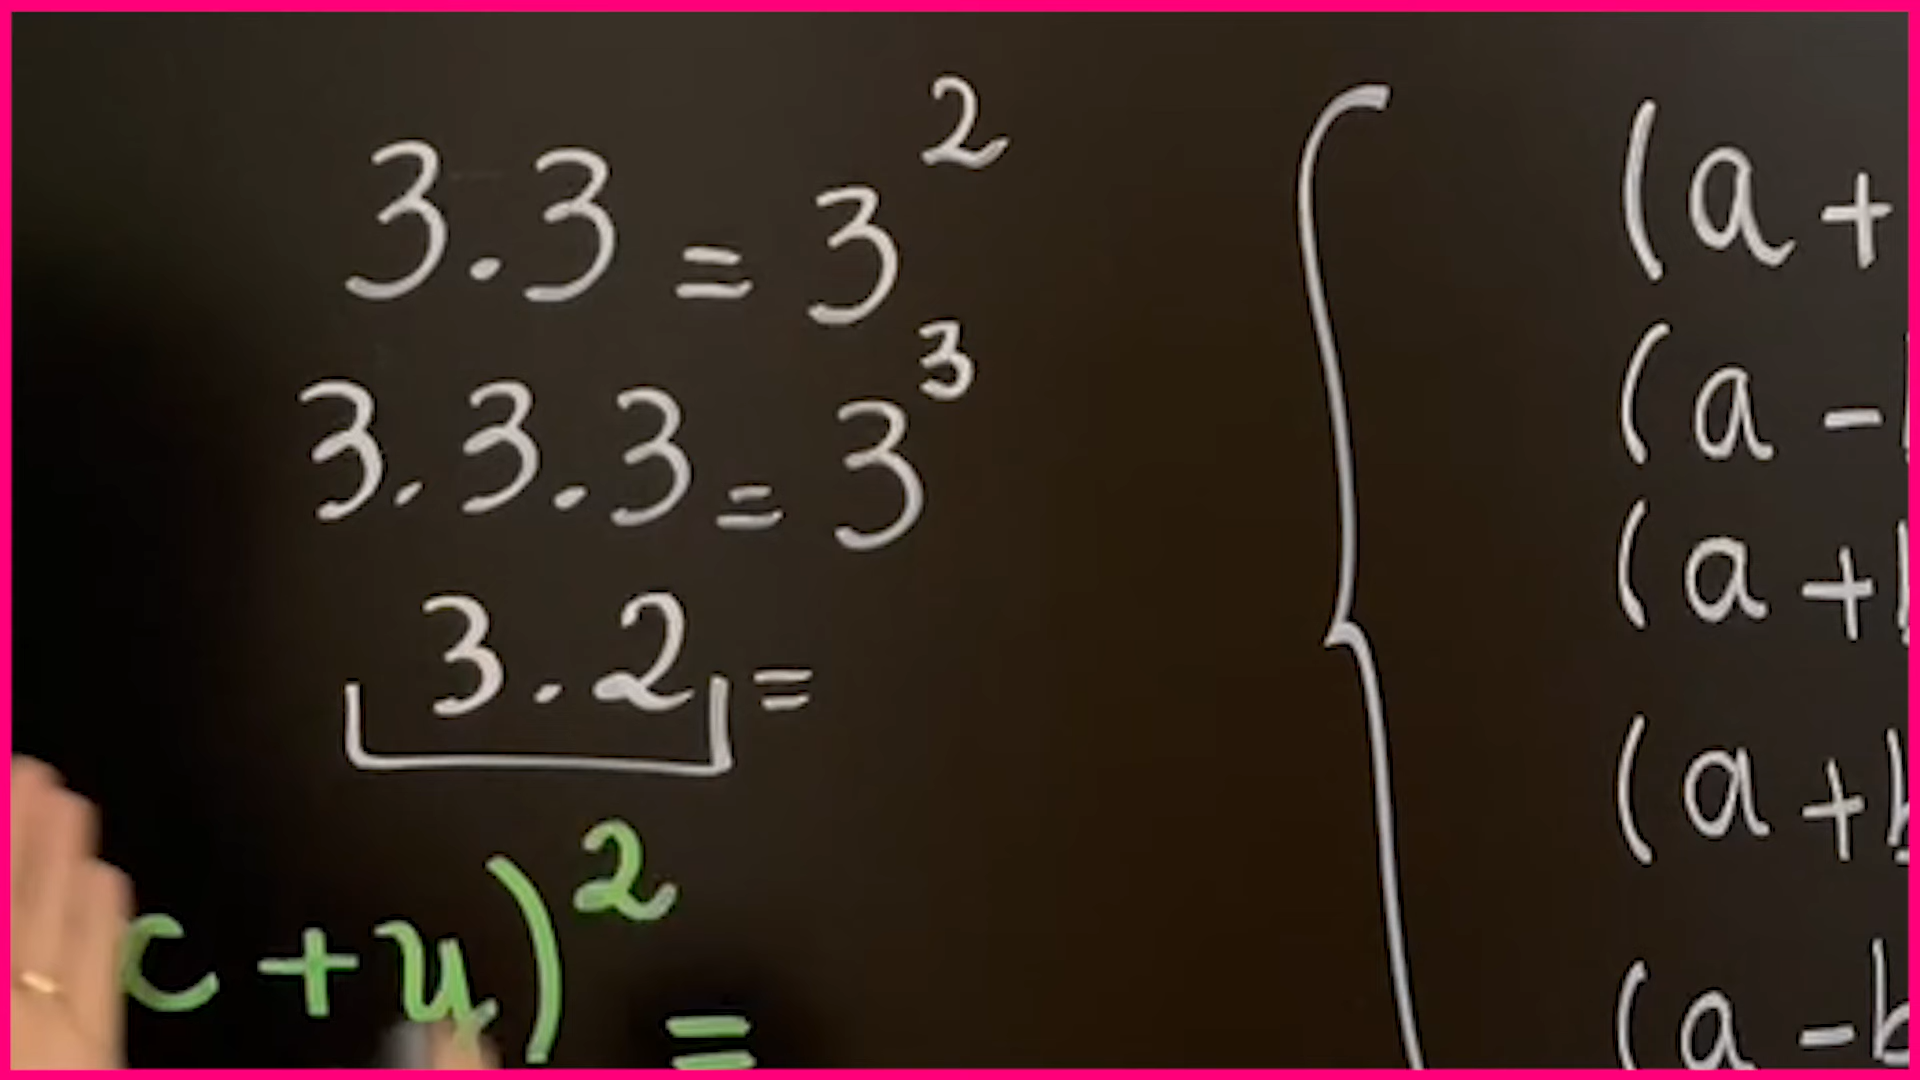 3.3 = 3²
3.3.3 = 3³
3.2 =
+y)² =
(a +
(a -
(a +
(a +
(a - b